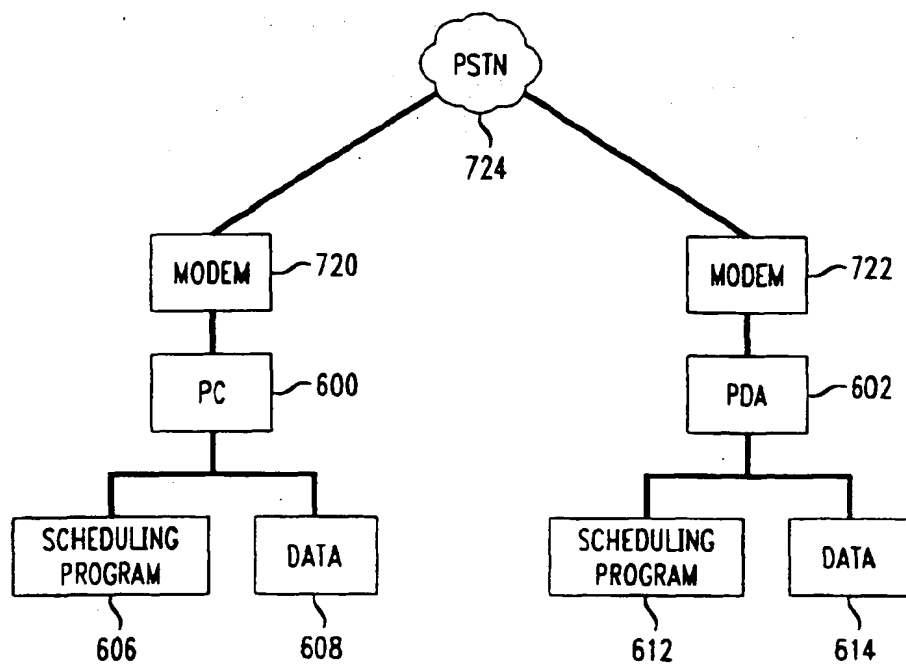 PSTN
724
MODEM
720
MODEM
722
PC
600
PDA
602
SCHEDULING
PROGRAM
DATA
SCHEDULING
PROGRAM
DATA
606
608
612
614